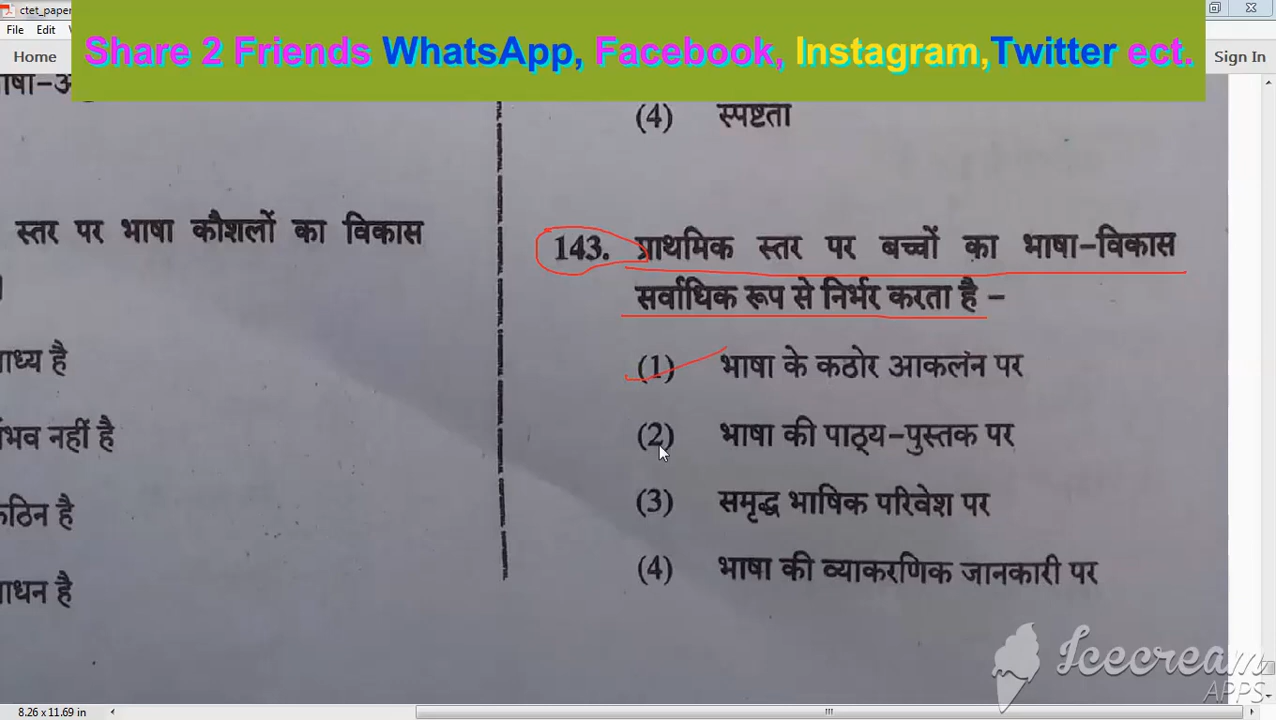 ctet_paper
Share 2 Friends WhatsApp, Facebook, Instagram,Twitter ect.
File Edit
Home
Sign In
स्तर पर भाषा कौशलों का विकास
है
संभव नहीं है
कठिन है
साधन है
(4) स्पष्टता
143. प्राथमिक स्तर पर बच्चों का भाषा-विकास
सर्वाधिक रूप से निर्भर करता है –
(1) भाषा के कठोर आकलन पर
(2) भाषा की पाठ्य-पुस्तक पर
(3) समृद्ध भाषिक परिवेश पर
(4) भाषा की व्याकरणिक जानकारी पर
Icecream
APPS
8.26 x 11.69 in